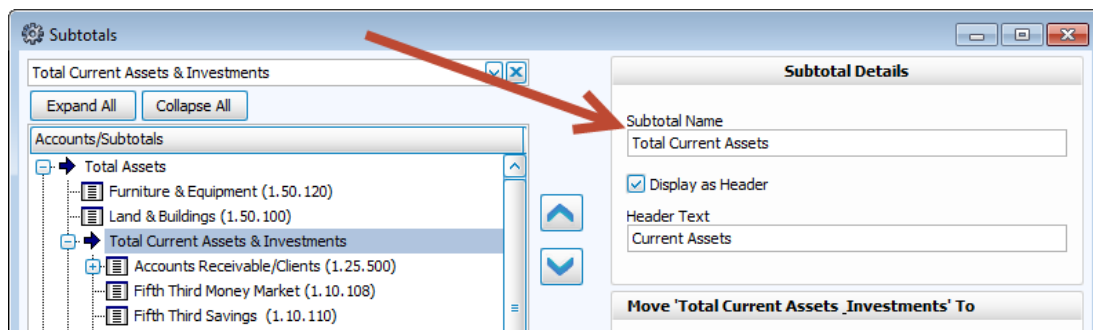 Subtotals
Total Current Assets & Investments
Expand All
Collapse All
Accounts/Subtotals
Total Assets
Furniture & Equipment (1.50.120)
Land & Buildings (1.50.100)
Total Current Assets & Investments
Accounts Receivable/Clients (1.25.500)
Fifth Third Money Market (1.10.108)
Fifth Third Savings (1.10.110)
Subtotal Details
Subtotal Name
Total Current Assets
Display as Header
Header Text
Current Assets
Move 'Total Current Assets _Investments' To